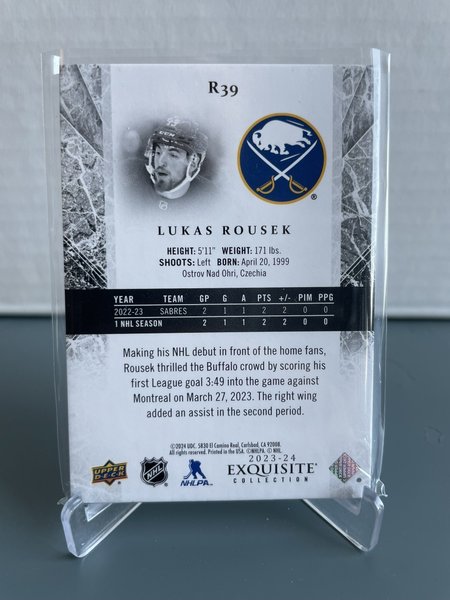 R39
LUKAS ROUSEK
HEIGHT: 5'11" WEIGHT: 171 lbs.
SHOOTS: Left BORN: April 20, 1999
Ostrov Nad Ohri, Czechia
YEAR TEAM GP G A PTS +/- PIM PPG
2022-23 SABRES 2 1 1 2 2 0 0
1 NHL SEASON 2 1 1 2 2 0 0
Making his NHL debut in front of the home fans,
Rousek thrilled the Buffalo crowd by scoring his
first League goal 3:49 into the game against
Montreal on March 27, 2023. The right wing
added an assist in the second period.
©2024 UDC. 5830 El Camino Real, Carlsbad, CA 92008.
All rights reserved. Printed in the USA. ©NHLPA. © NHL.
2023-24
UPPER DECK NHL NHLPA EXQUISITE
COLLECTION